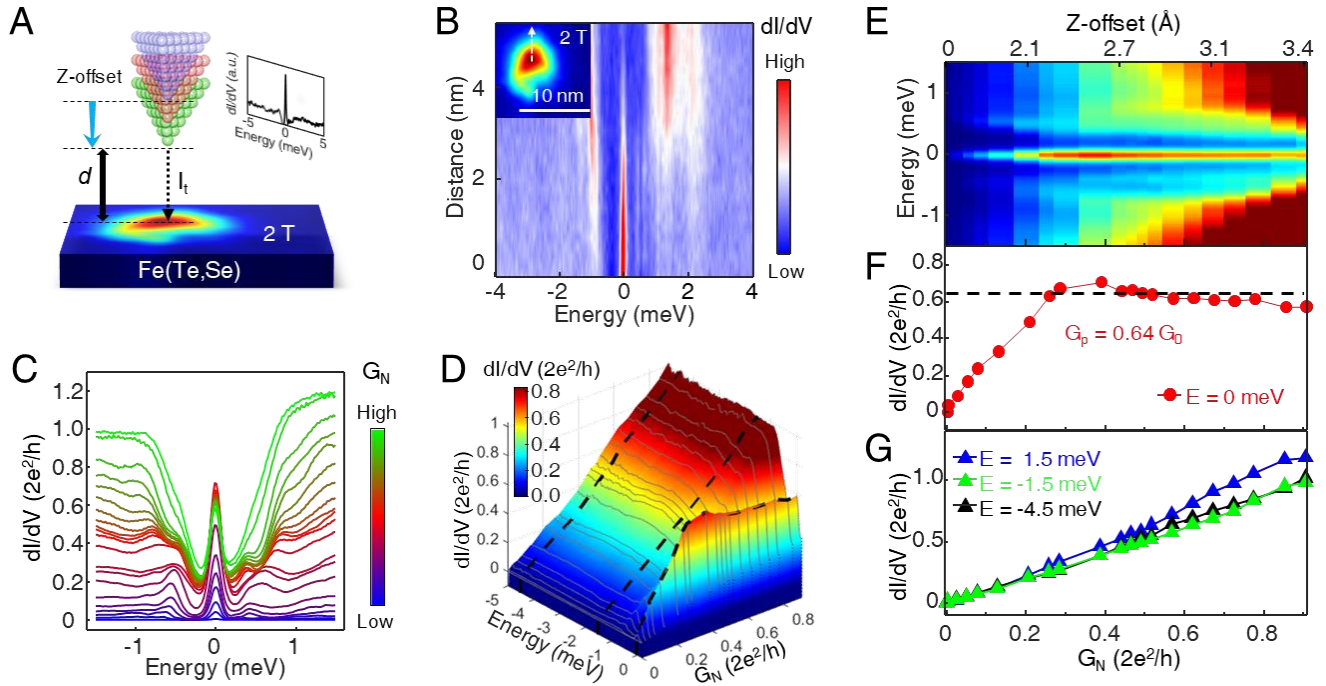 A
Z-offset
dI/dV (a.u.)
-5
0
5
Energy (meV)
d
It
2 T
Fe(Te,Se)
B
dI/dV
2 T
10 nm
High
Low
Distance (nm)
4
2
0
-4 -2 0 2 4
Energy (meV)
C
GN
High
Low
dI/dV (2e²/h)
1.2
1.0
0.8
0.6
0.4
0.2
0
-1 0 1
Energy (meV)
D
dI/dV (2e²/h)
0.8
0.6
0.4
0.2
0.0
dI/dV (2e²/h)
1
0.8
0.6
0.4
0.2
0
-5 -4 -3 -2 -1 0
Energy (meV)
0 0.2 0.4 0.6 0.8
GN (2e²/h)
E
Z-offset (Å)
0 2.1 2.7 3.1 3.4
Energy (meV)
1
0
-1
F
dI/dV (2e²/h)
0.8
0.6
0.4
0.2
0
Gp = 0.64 G0
E = 0 meV
G
dI/dV (2e²/h)
1.0
0.5
0
E = 1.5 meV
E = -1.5 meV
E = -4.5 meV
0 0.2 0.4 0.6 0.8
GN (2e²/h)